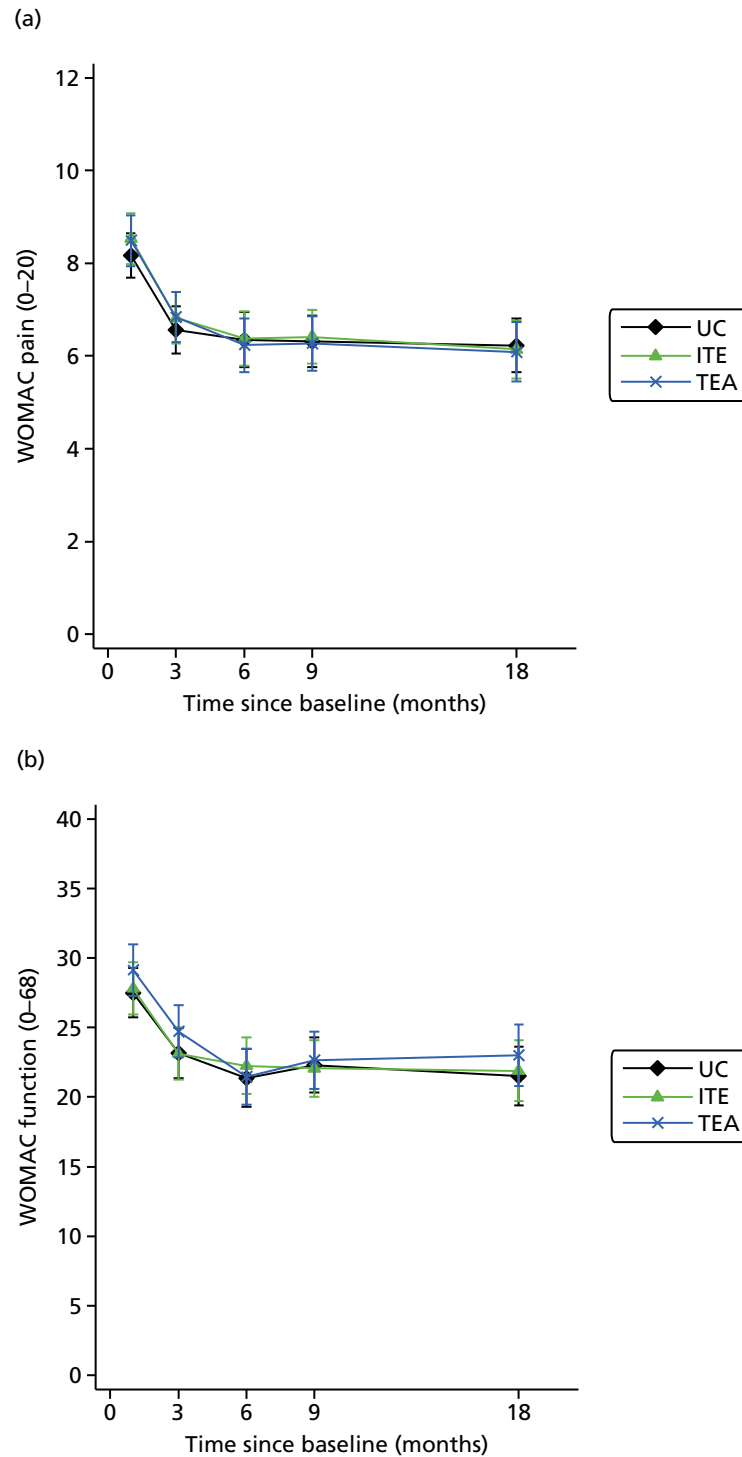 (a)
12
10
8
6
4
2
0
WOMAC pain (0–20)
0 3 6 9 18
Time since baseline (months)
UC
ITE
TEA
(b)
40
35
30
25
20
15
10
5
0
WOMAC function (0–68)
0 3 6 9 18
Time since baseline (months)
UC
ITE
TEA